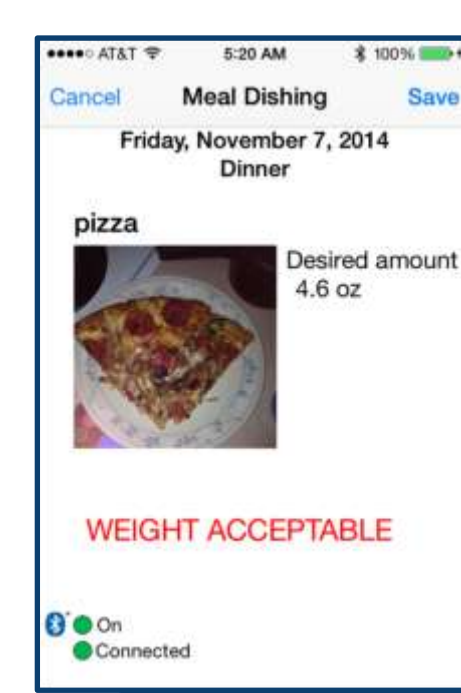 AT&T 5:20 AM 100%
Cancel Meal Dishing Save
Friday, November 7, 2014
Dinner
pizza
Desired amount
4.6 oz
WEIGHT ACCEPTABLE
On
Connected